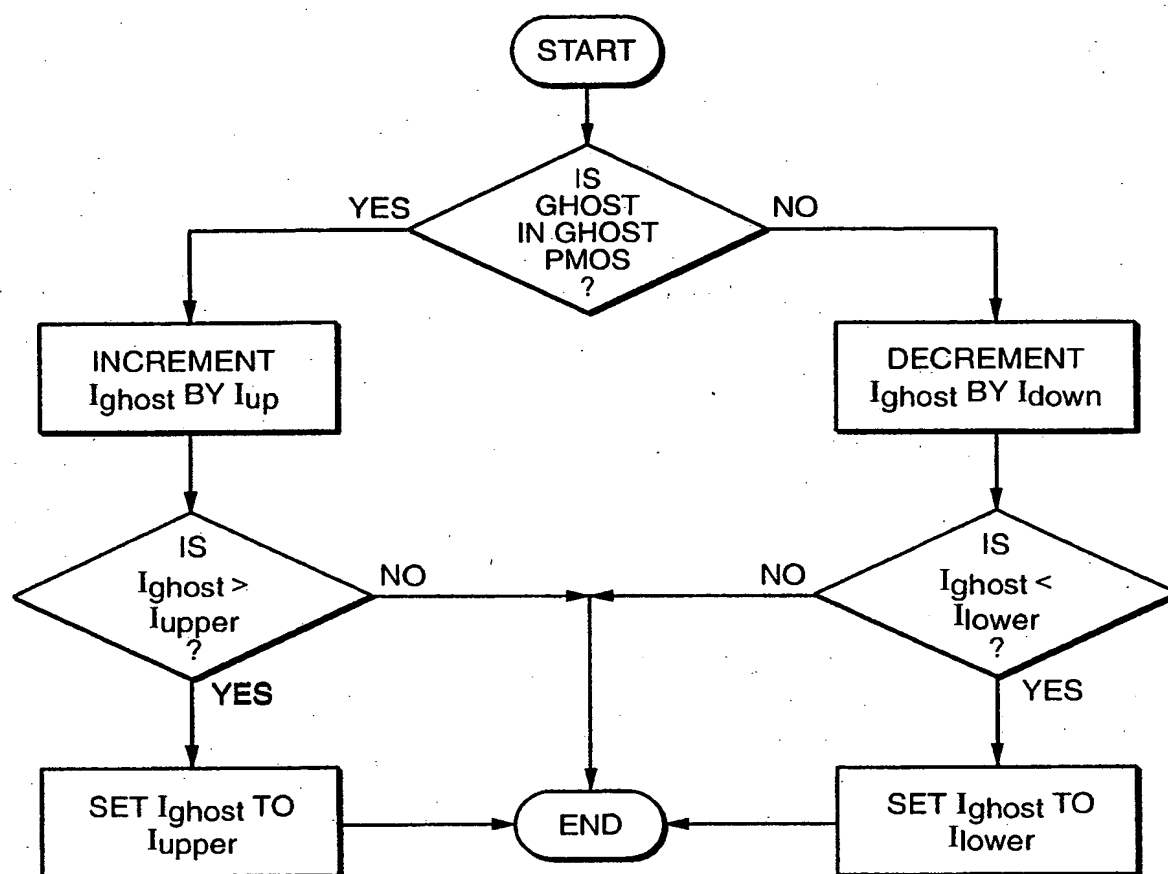 START
IS
GHOST
IN GHOST
PMOS
?
YES
NO
INCREMENT
Ighost BY Iup
DECREMENT
Ighost BY Idown
IS
Ighost >
Iupper
?
NO
YES
IS
Ighost <
Ilower
?
NO
YES
SET Ighost TO
Iupper
END
SET Ighost TO
Ilower